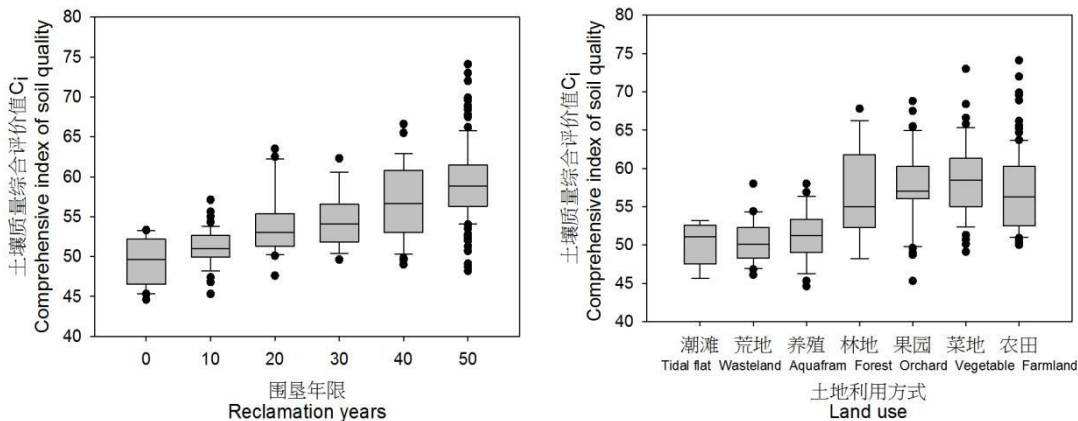 土壤质量综合评价值Ci
Comprehensive index of soil quality
80
75
70
65
60
55
50
45
40
0 10 20 30 40 50
围垦年限
Reclamation years
土壤质量综合评价值Ci
Comprehensive index of soil quality
80
75
70
65
60
55
50
45
40
潮滩 荒地 养殖 林地 果园 菜地 农田
Tidal flat Wasteland Aquafram Forest Orchard Vegetable Farmland
土地利用方式
Land use